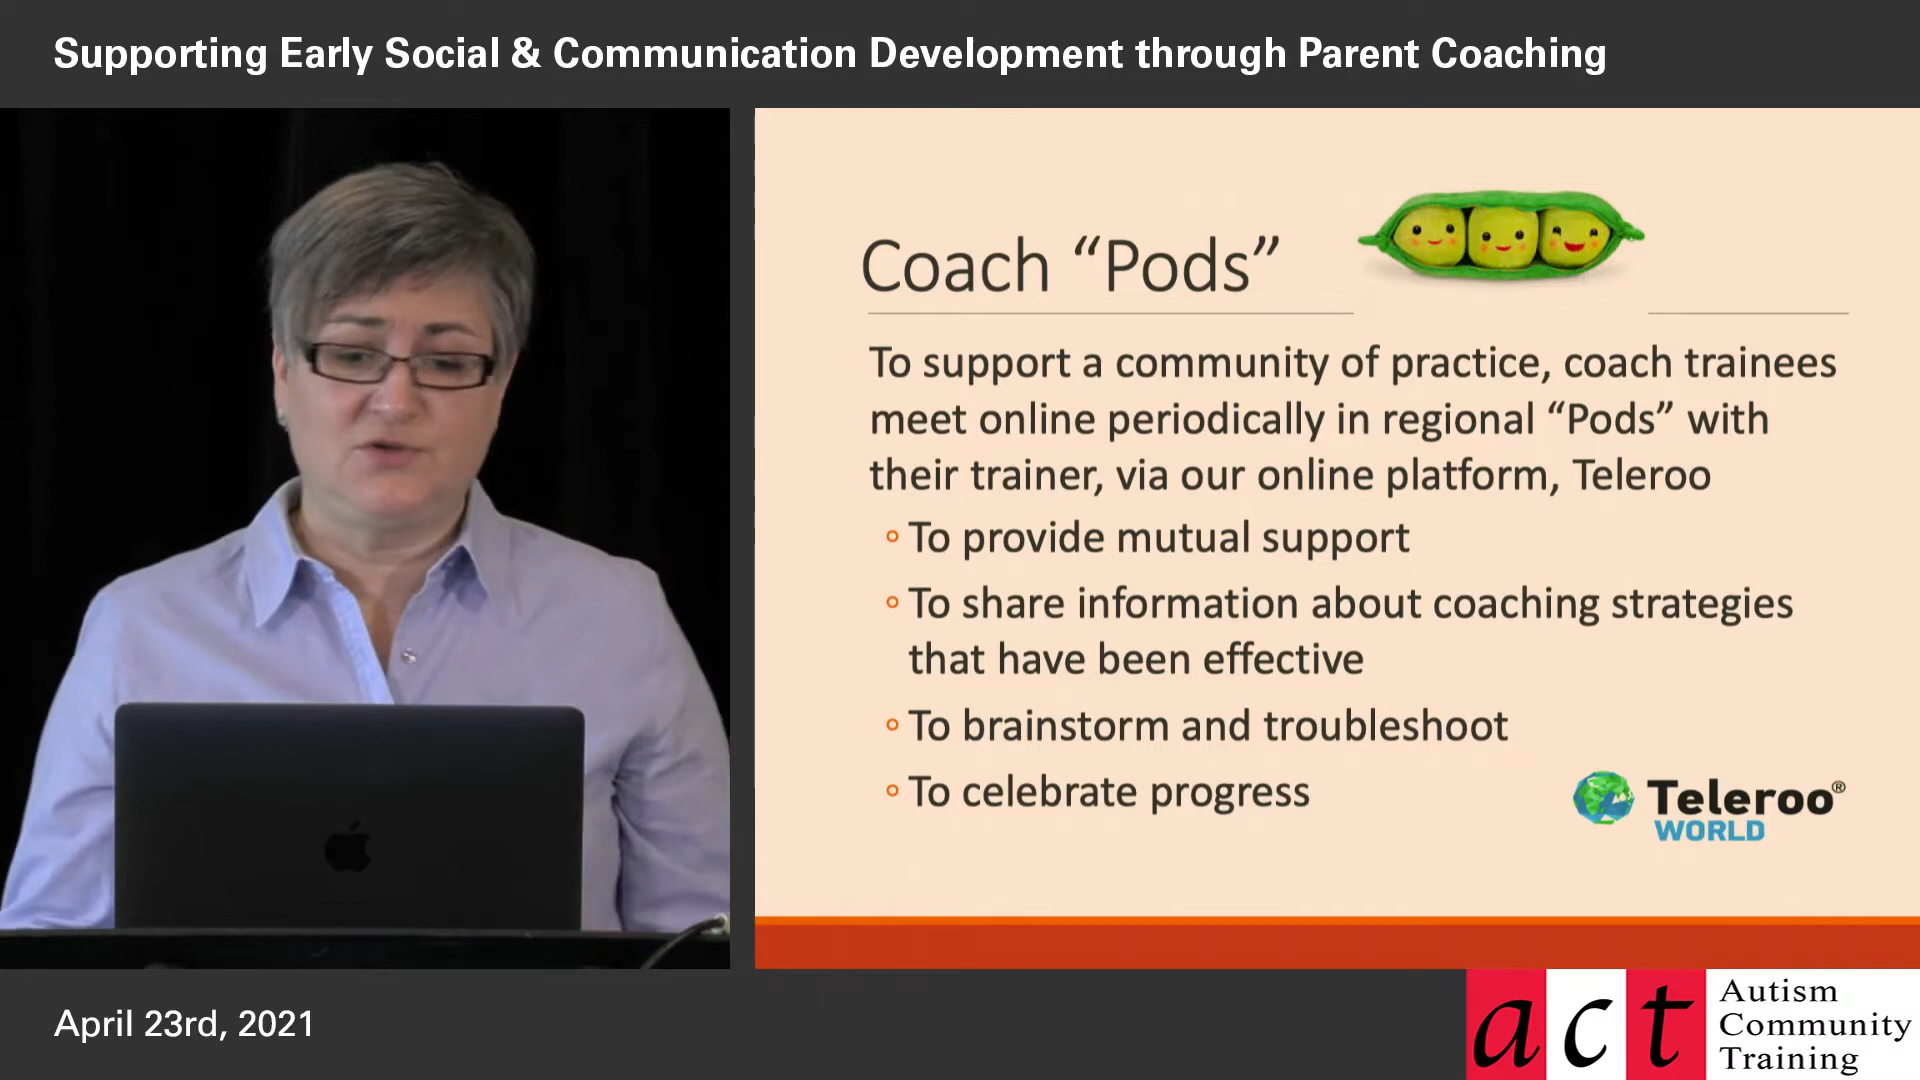 Supporting Early Social & Communication Development through Parent Coaching
Coach “Pods”
To support a community of practice, coach trainees
meet online periodically in regional “Pods” with
their trainer, via our online platform, Teleroo
◦ To provide mutual support
◦ To share information about coaching strategies
that have been effective
◦ To brainstorm and troubleshoot
◦ To celebrate progress
Teleroo®
WORLD
April 23rd, 2021
act
Autism
Community
Training